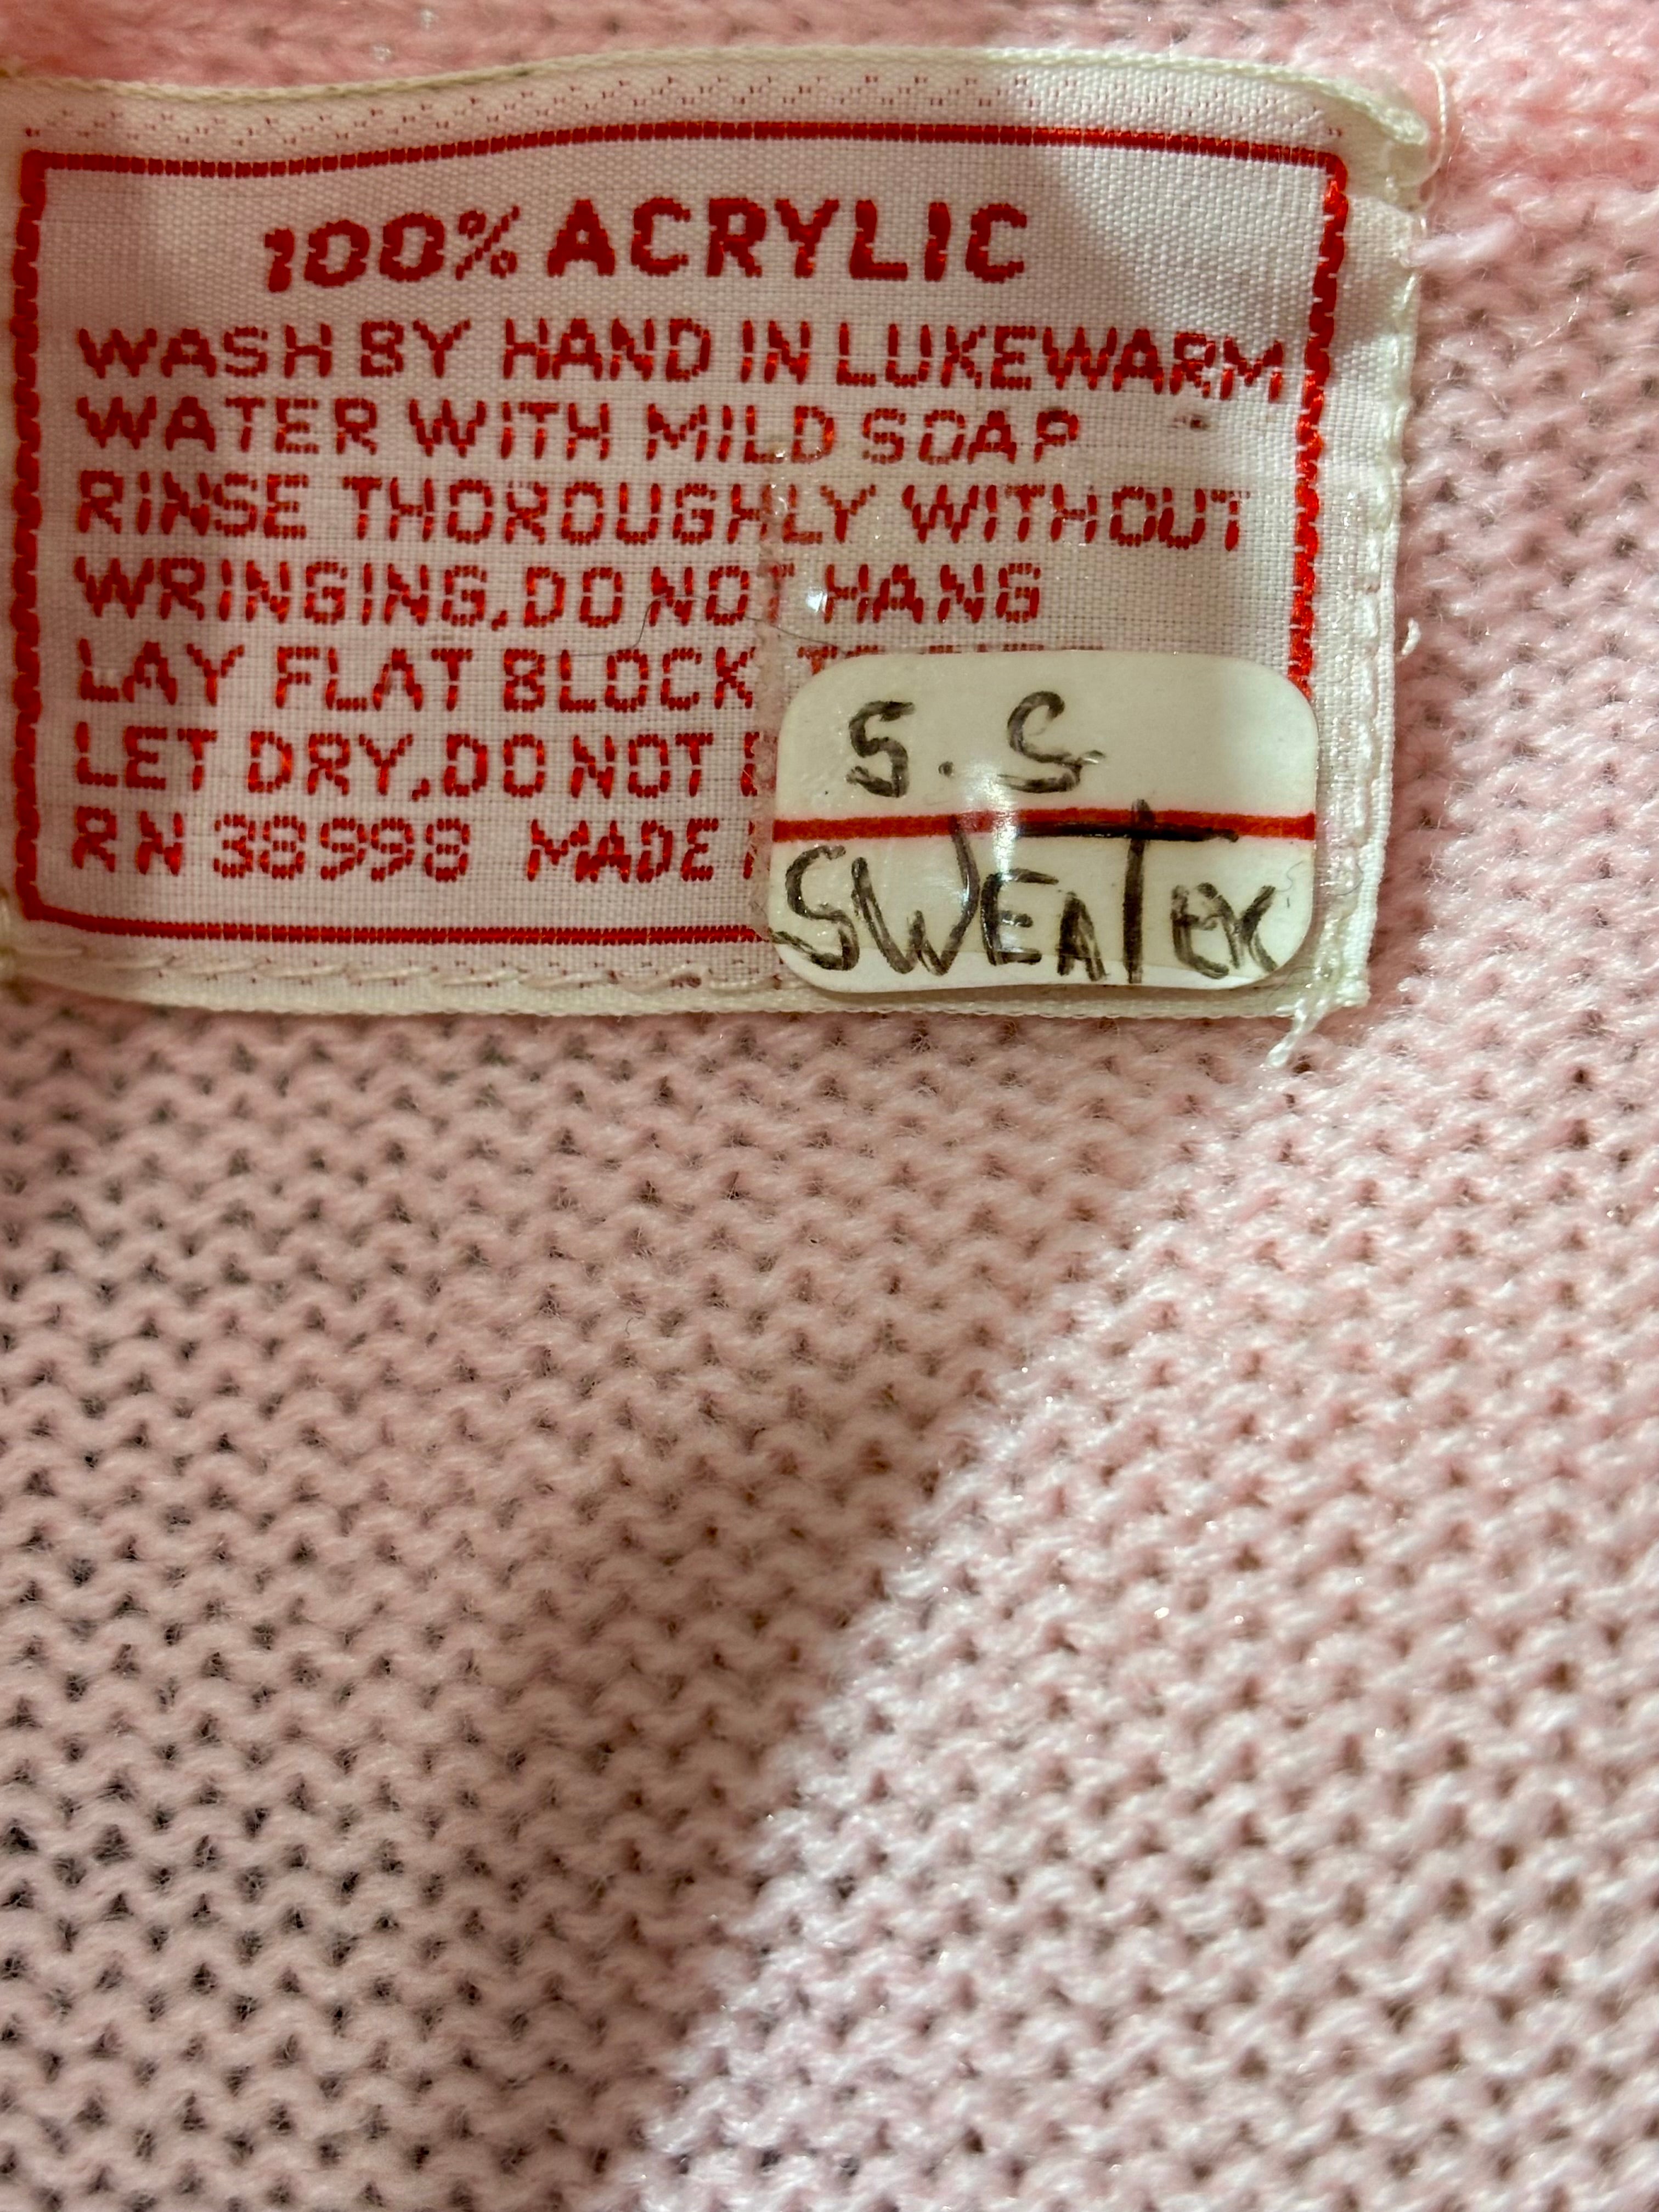 100% ACRYLIC
WASH BY HAND IN LUKEWARM
WATER WITH MILD SOAP
RINSE THOROUGHLY WITHOUT
WRINGING, DO NOT HANG
LAY FLAT BLOCK
LET DRY, DO NOT
RN 38998 MADE
S.S
SWEATER